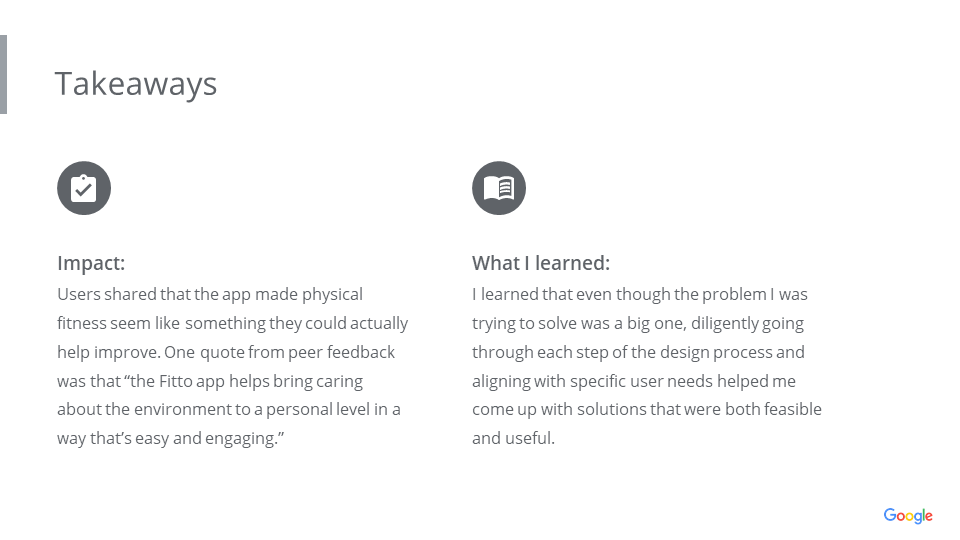 Takeaways
Impact:
Users shared that the app made physical
fitness seem like something they could actually
help improve. One quote from peer feedback
was that “the Fitto app helps bring caring
about the environment to a personal level in a
way that’s easy and engaging.”
What I learned:
I learned that even though the problem I was
trying to solve was a big one, diligently going
through each step of the design process and
aligning with specific user needs helped me
come up with solutions that were both feasible
and useful.
Google